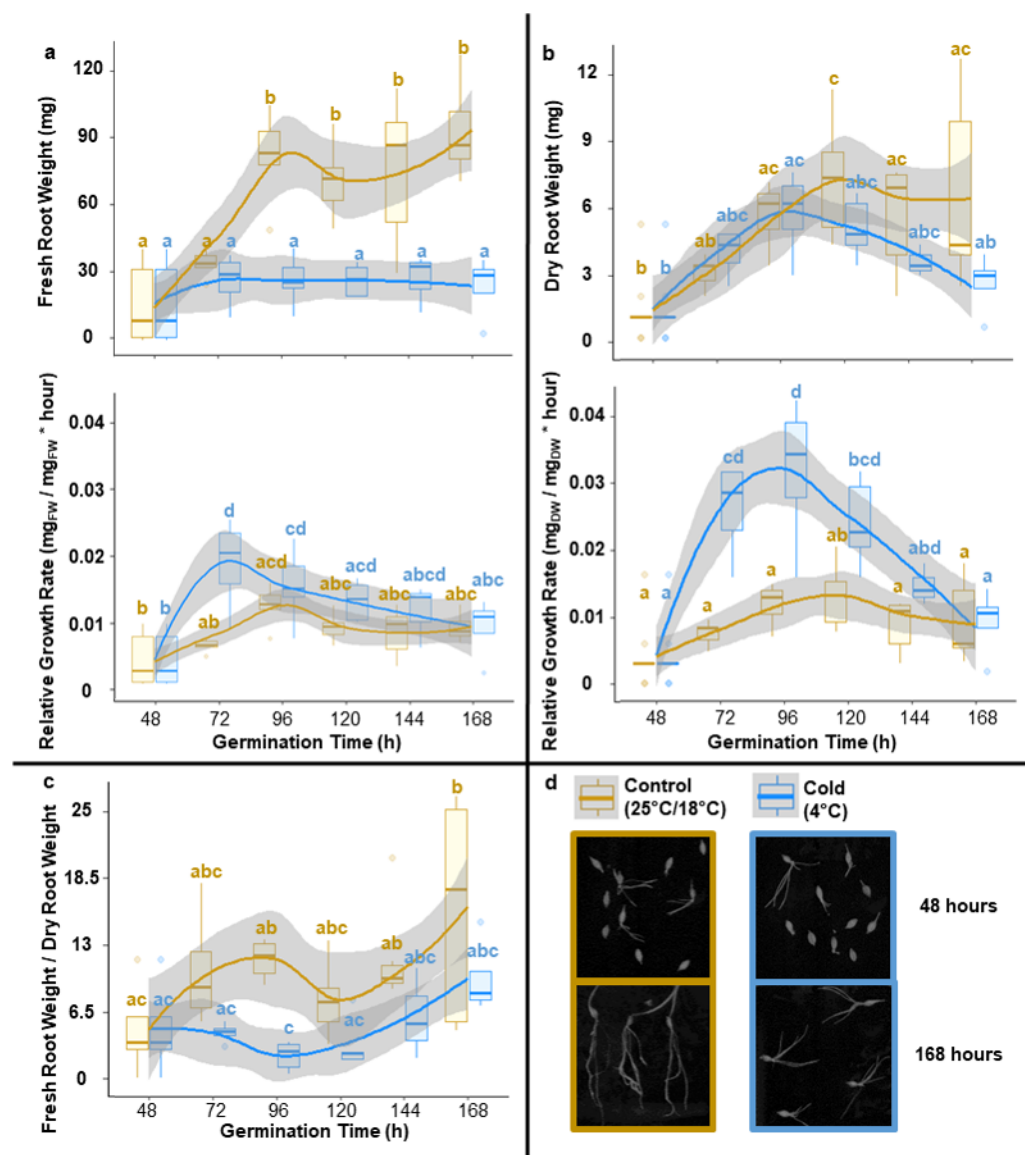 a
Fresh Root Weight (mg)
120
90
60
30
0
a a a a b a b a b a b a
a a
b
Dry Root Weight (mg)
12
9
6
3
0
b b ab abc ac abc c abc ac abc ac ab
Relative Growth Rate (mgFW / mgFW * hour)
0.04
0.03
0.02
0.01
0
b b ab d acd cd abc acd abc abcd abc abc
48 72 96 120 144 168
Germination Time (h)
Relative Growth Rate (mgDW / mgDW * hour)
0.04
0.03
0.02
0.01
0
a a a cd a d ab bcd a abd a a
48 72 96 120 144 168
Germination Time (h)
c
Fresh Root Weight / Dry Root Weight
25
18.5
13
6.5
0
ac ac abc ac ab c abc ac ab abc b abc
48 72 96 120 144 168
Germination Time (h)
d
Control
(25°C/18°C)
Cold
(4°C)
48 hours
168 hours